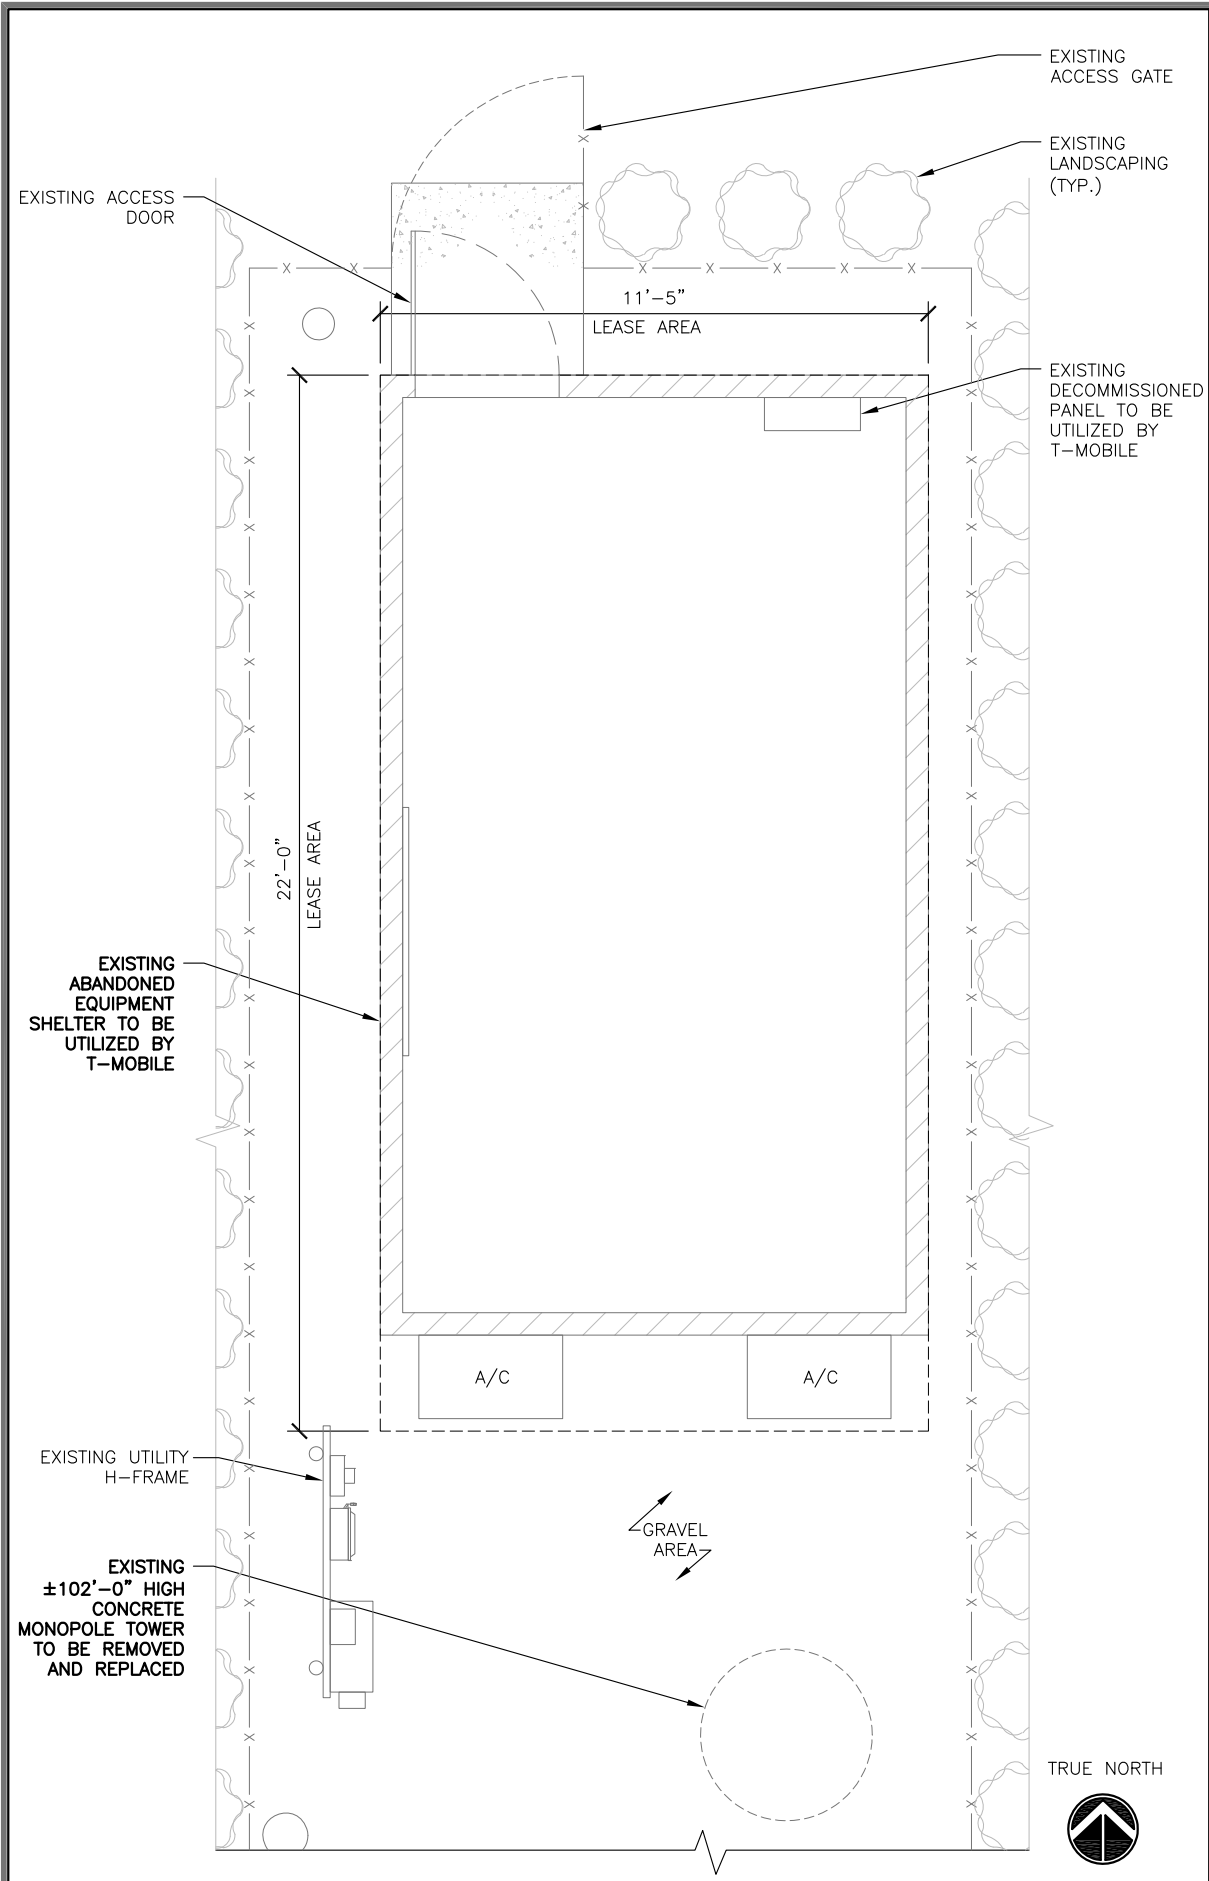 EXISTING
ACCESS GATE
EXISTING
LANDSCAPING
(TYP.)
EXISTING ACCESS
DOOR
11'-5"
LEASE AREA
EXISTING
DECOMMISSIONED
PANEL TO BE
UTILIZED BY
T-MOBILE
22'-0"
LEASE AREA
EXISTING
ABANDONED
EQUIPMENT
SHELTER TO BE
UTILIZED BY
T-MOBILE
A/C
A/C
EXISTING UTILITY
H-FRAME
GRAVEL
AREA
EXISTING
±102'-0" HIGH
CONCRETE
MONOPOLE TOWER
TO BE REMOVED
AND REPLACED
TRUE NORTH